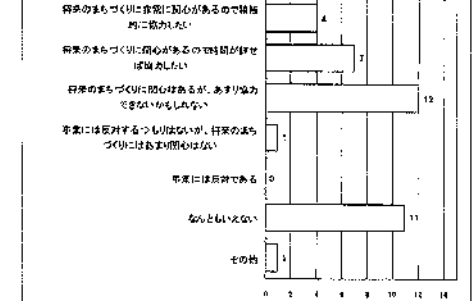 将来のまちづくりに非常に関心があるので積極
的に協力したい
4
将来のまちづくりに関心があるので時間が許せ
ば協力したい
7
将来のまちづくりに関心はあるが、あまり協力
できないかもしれない
12
事業には反対するつもりはないが、将来のまち
づくりにはあまり関心はない
1
事業には反対である
0
なんともいえない
11
その他
1
0 2 4 6 8 10 12 14